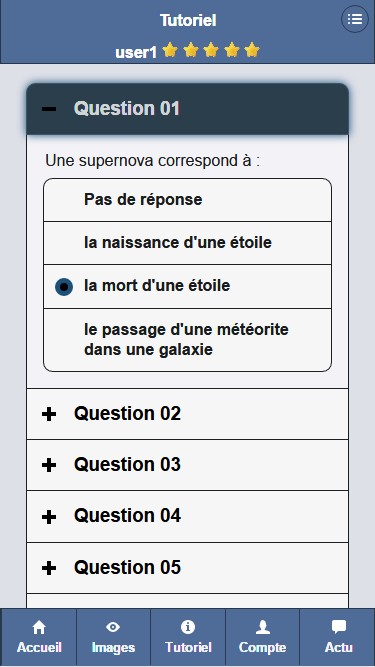 Tutoriel
user1
Question 01
Une supernova correspond à :
Pas de réponse
la naissance d'une étoile
la mort d'une étoile
le passage d'une météorite
dans une galaxie
Question 02
Question 03
Question 04
Question 05
Accueil Images Tutoriel Compte Actu